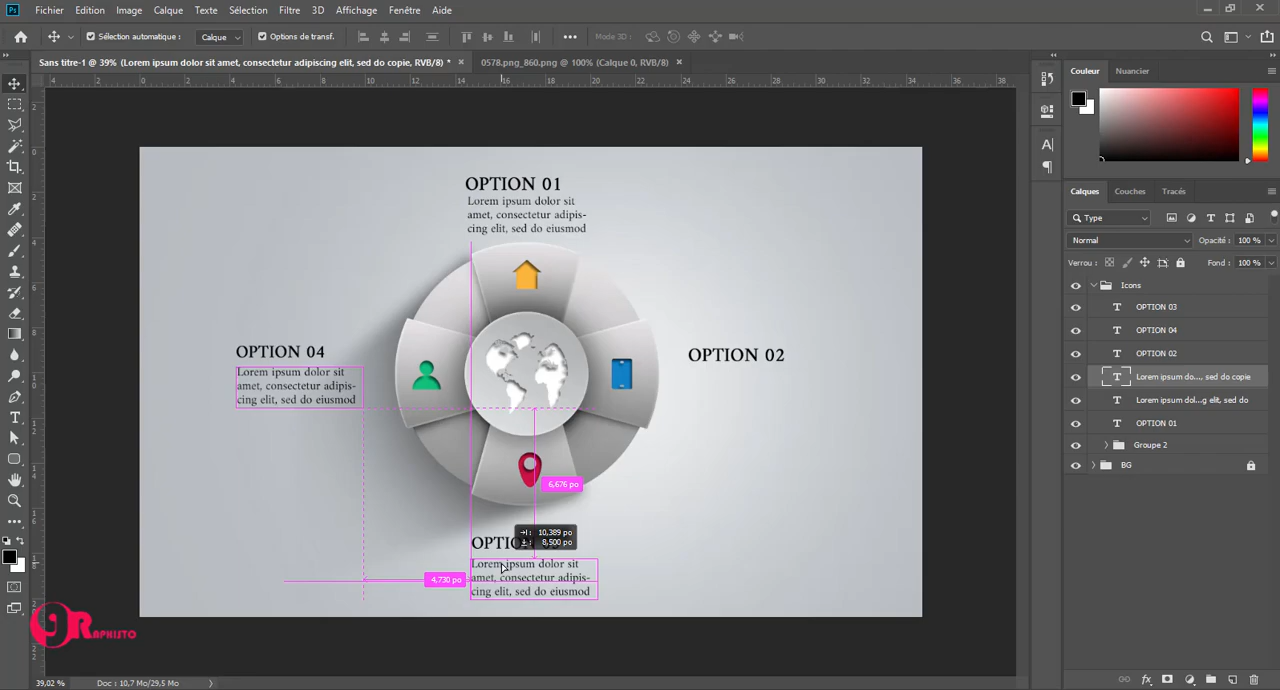 Ps Fichier Edition Image Calque Texte Sélection Filtre 3D Affichage Fenêtre Aide
Sélection automatique : Calque Options de transf. Mode 3D :
Sans titre-1 @ 39% (Lorem ipsum dolor sit amet, consectetur adipiscing elit, sed do copie, RVB/8) * 0578.png_860.png @ 100% (Calque 0, RVB/8)
OPTION 01
Lorem ipsum dolor sit
amet, consectetur adipis-
cing elit, sed do eiusmod
OPTION 04
Lorem ipsum dolor sit
amet, consectetur adipis-
cing elit, sed do eiusmod
OPTION 02
6,676 po
10,389 po
8,500 po
Lorem ipsum dolor sit
amet, consectetur adipis-
cing elit, sed do eiusmod
4,730 po
GRAPHISTO
39,02 % Doc : 10,7 Mo/29,5 Mo
Couleur Nuancier
Calques Couches Tracés
Type
Normal Opacité : 100 %
Verrou : Fond : 100 %
Icons
OPTION 03
OPTION 04
OPTION 02
Lorem ipsum do..., sed do copie
Lorem ipsum dol...g elit, sed do
OPTION 01
Groupe 2
BG